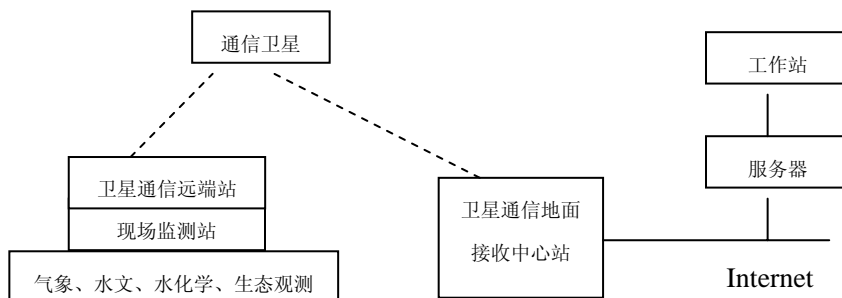 通信卫星
工作站
卫星通信远端站
服务器
现场监测站
卫星通信地面
接收中心站
气象、水文、水化学、生态观测
Internet